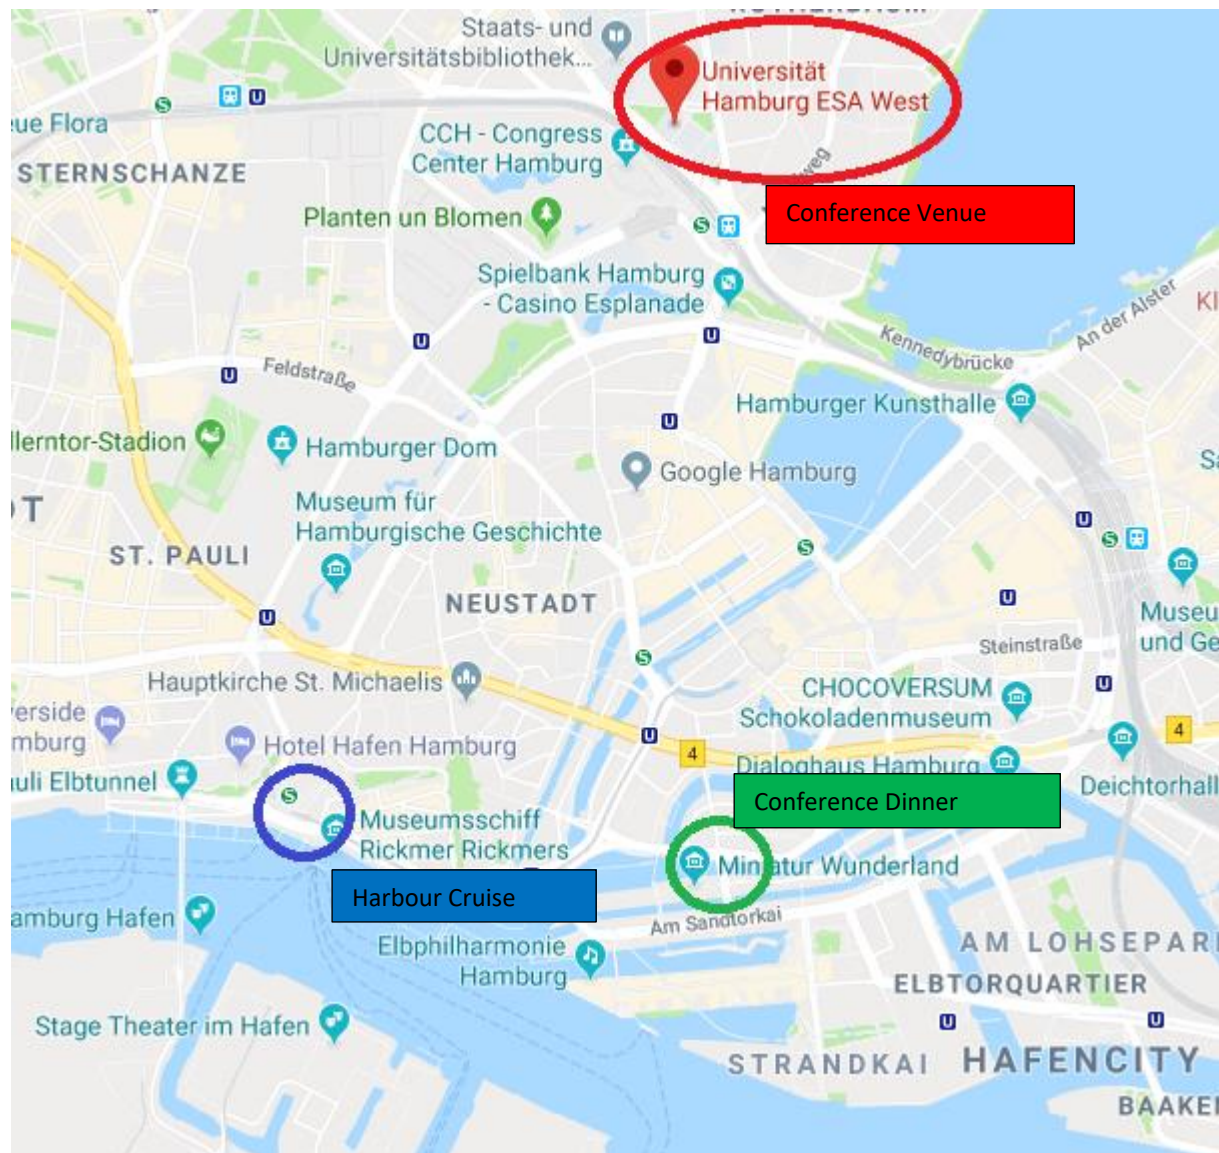 Staats- und
Universitätsbibliothek...
Universität
Hamburg ESA West
S
U
ue Flora
CCH - Congress
Center Hamburg
STERNSCHANZE
weg
Conference Venue
Planten un Blomen
S
Spielbank Hamburg
- Casino Esplanade
An der Alster
Kl
U
U
Kennedybrücke
U
Feldstraße
Hamburger Kunsthalle
U
llerntor-Stadion
Hamburger Dom
Google Hamburg
Sa
T
Museum für
Hamburgische Geschichte
U
S
S
ST. PAULI
NEUSTADT
U
U
Museu
und Ge
Steinstraße
S
Hauptkirche St. Michaelis
CHOCOVERSUM
Schokoladenmuseum
U
erside
mburg
Hotel Hafen Hamburg
U
4
4
Dialoghaus Hamburg
uli Elbtunnel
Deichtorhall
S
Conference Dinner
Museumsschiff
Rickmer Rickmers
Miniatur Wunderland
Harbour Cruise
amburg Hafen
Am Sandtorkai
Elbphilharmonie
Hamburg
AM LOHSEPAR
ELBTORQUARTIER
Stage Theater im Hafen
U
U
STRANDKAI
HAFENCITY
BAAKE